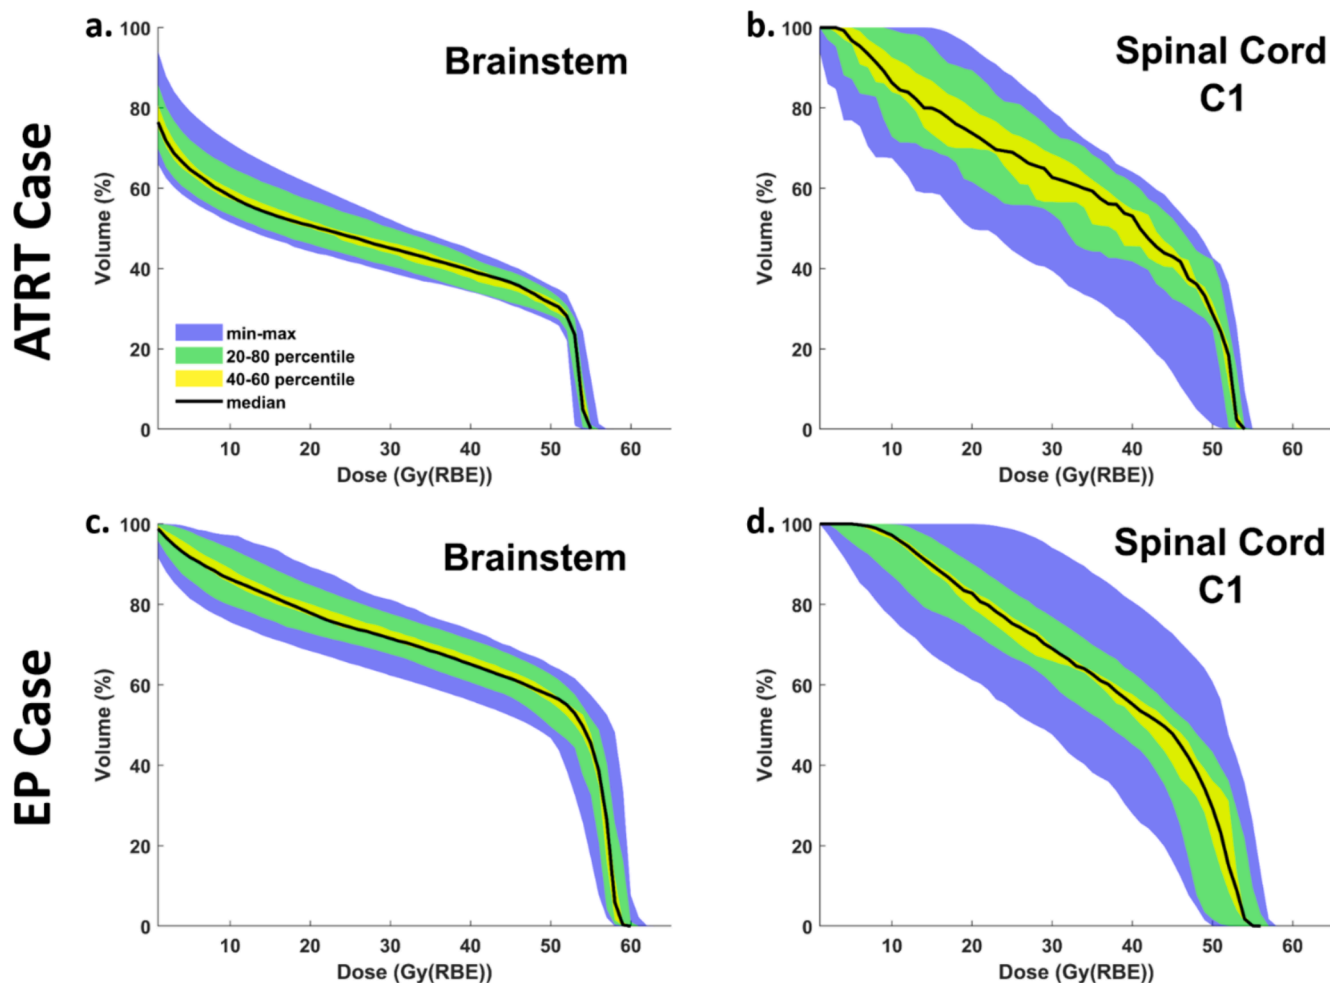 ATRT Case
a.
Brainstem
Volume (%)
100
80
60
40
20
0
min-max
20-80 percentile
40-60 percentile
median
10 20 30 40 50 60
Dose (Gy(RBE))
b.
Spinal Cord
C1
Volume (%)
100
80
60
40
20
0
10 20 30 40 50 60
Dose (Gy(RBE))
EP Case
c.
Brainstem
Volume (%)
100
80
60
40
20
0
10 20 30 40 50 60
Dose (Gy(RBE))
d.
Spinal Cord
C1
Volume (%)
100
80
60
40
20
0
10 20 30 40 50 60
Dose (Gy(RBE))